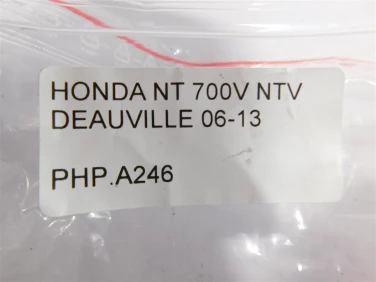 HONDA NT 700V NTV
DEAUVILLE 06-13
PHP.A246